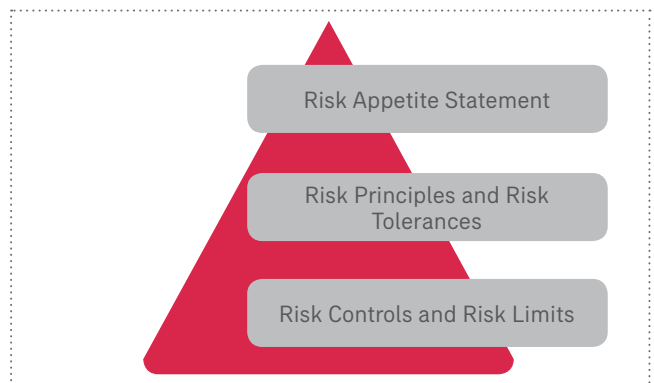 Risk Appetite Statement
Risk Principles and Risk
Tolerances
Risk Controls and Risk Limits